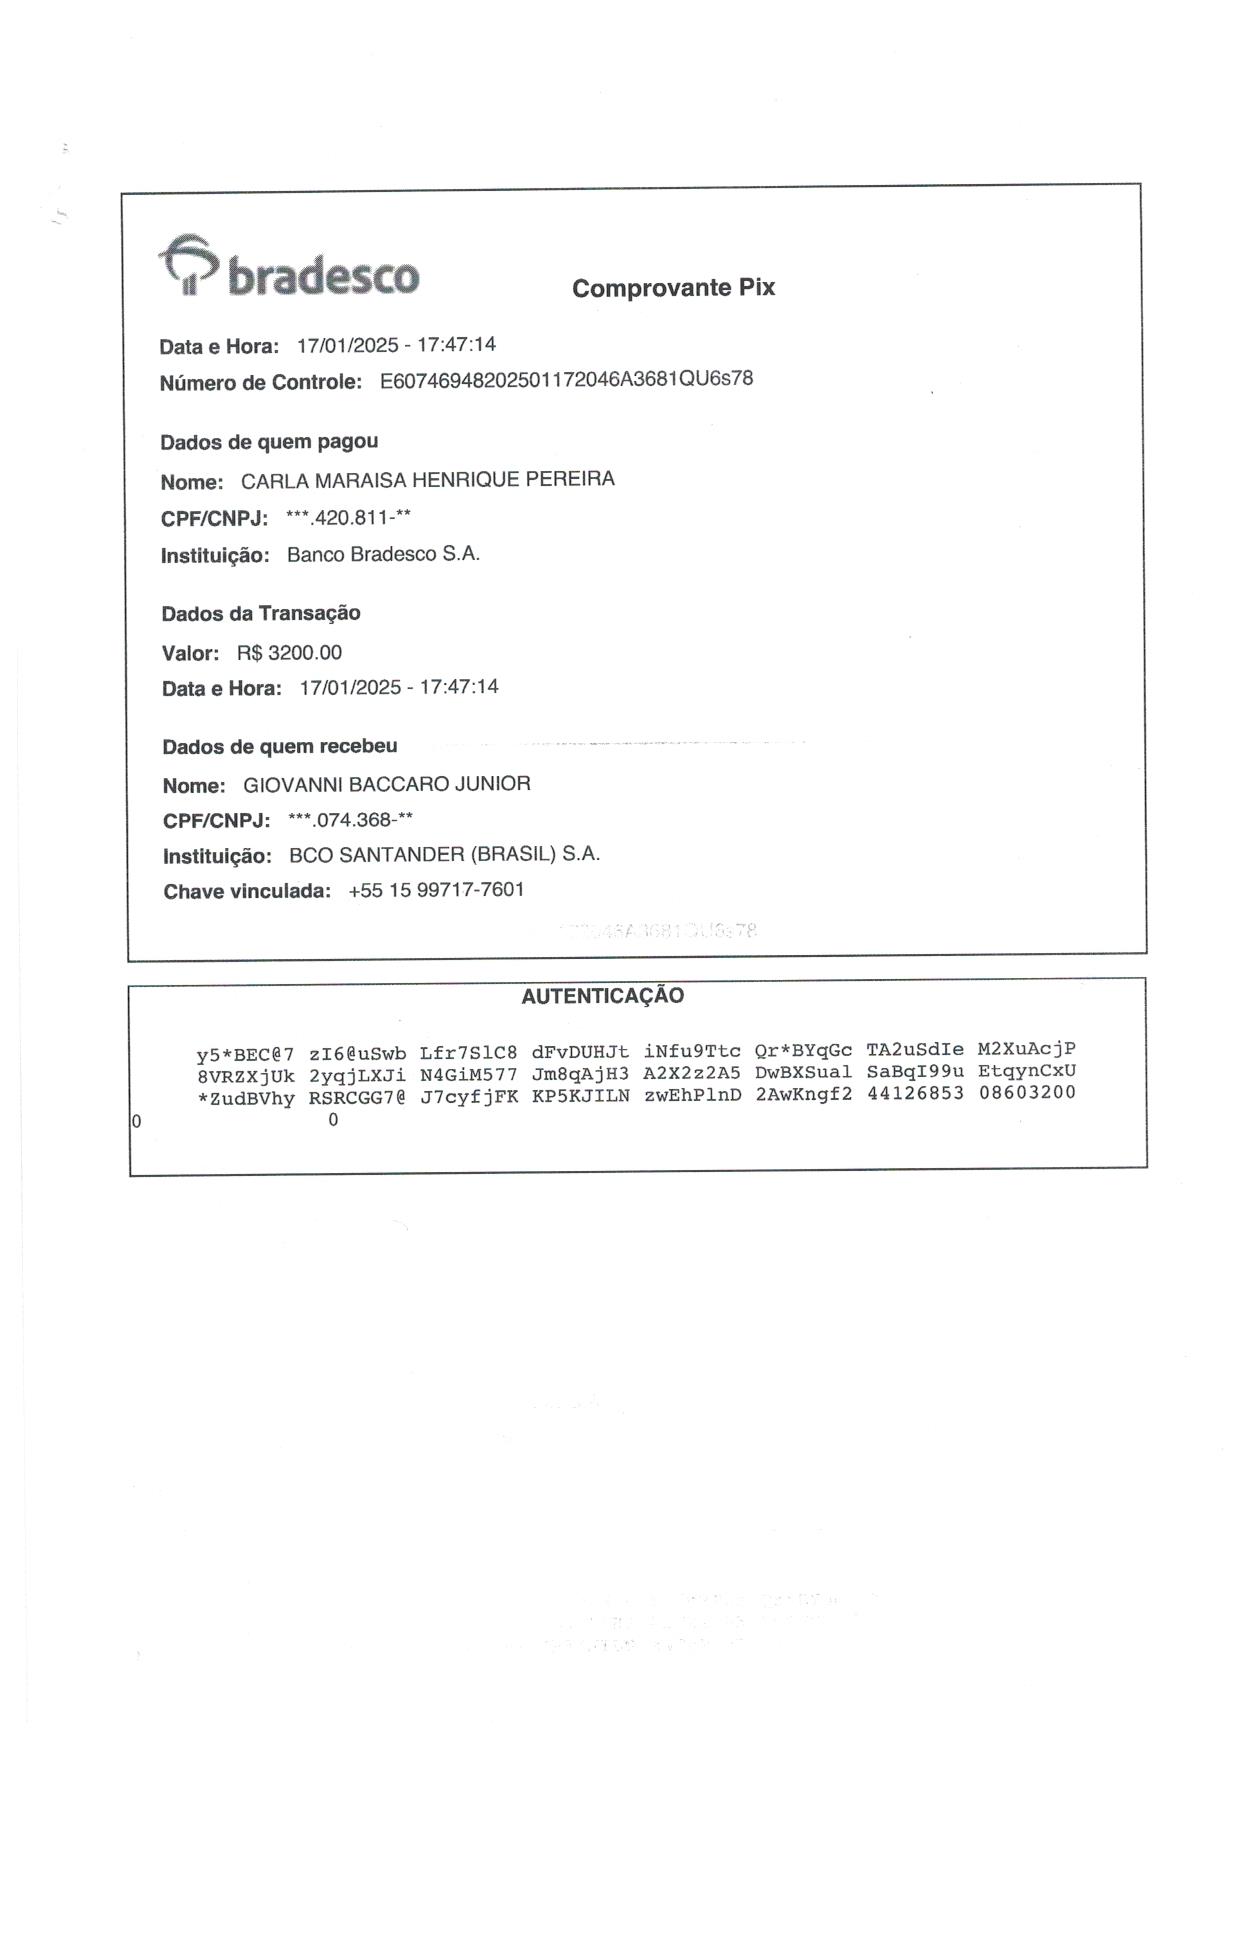 bradesco
Comprovante Pix
Data e Hora: 17/01/2025 - 17:47:14
Número de Controle: E60746948202501172046A3681QU6s78
Dados de quem pagou
Nome: CARLA MARAISA HENRIQUE PEREIRA
CPF/CNPJ: ***.420.811-**
Instituição: Banco Bradesco S.A.
Dados da Transação
Valor: R$ 3200.00
Data e Hora: 17/01/2025 - 17:47:14
Dados de quem recebeu
Nome: GIOVANNI BACCARO JUNIOR
CPF/CNPJ: ***.074.368-**
Instituição: BCO SANTANDER (BRASIL) S.A.
Chave vinculada: +55 15 99717-7601
AUTENTICAÇÃO
y5*BEC@7 zI6@uSwb Lfr7SlC8 dFvDUHJt iNfu9Ttc Qr*BYqGc TA2uSdIe M2XuAcjP
8VRZXjUk 2yqjLXJi N4GiM577 Jm8qAjH3 A2X2z2A5 DwBXSual SaBqI99u EtqynCxU
*ZudBVhy RSRCGG7@ J7cyfjFK KP5KJILN zwEhPlnD 2AwKngf2 44126853 08603200
0 0